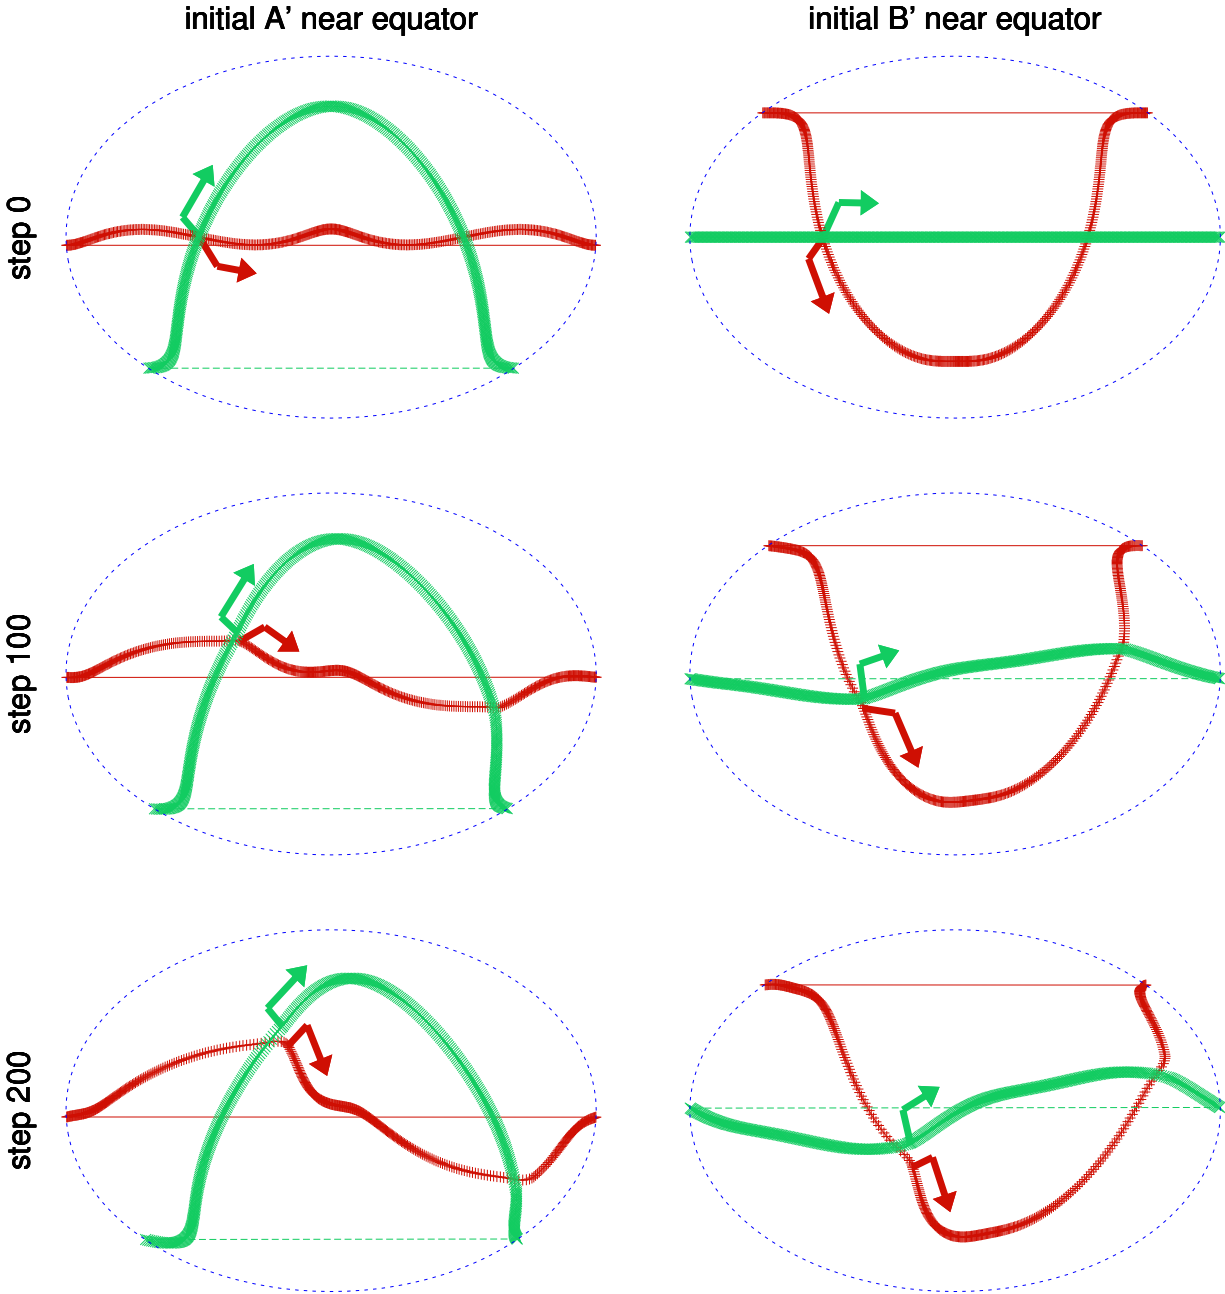 initial A’ near equator
initial B’ near equator
step 0
step 100
step 200